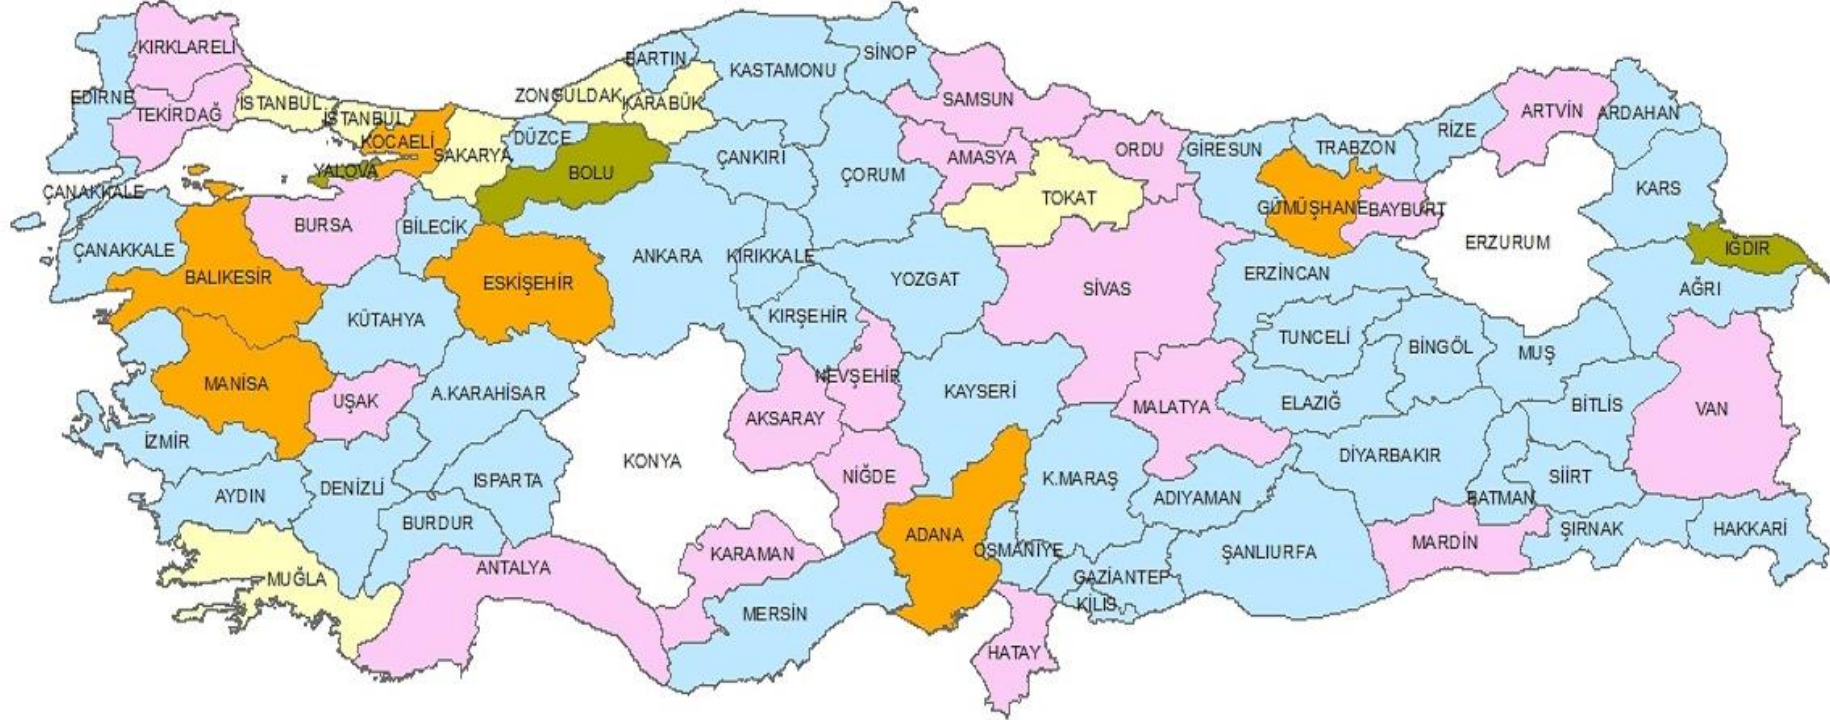 KIRKLARELİ
EDİRNE
TEKİRDAĞ
İSTANBUL
İSTANBUL
KOCAELİ
YALOVA
SAKARYA
DÜZCE
BOLU
ZONGULDAK
BARTIN
KARABÜK
KASTAMONU
SİNOP
SAMSUN
ÇANKIRI
ÇORUM
AMASYA
TOKAT
ORDU
GİRESUN
TRABZON
RİZE
ARTVİN
ARDAHAN
KARS
GÜMÜŞHANE
BAYBURT
ERZURUM
IĞDIR
AĞRI
ÇANAKKALE
ÇANAKKALE
BALIKESİR
BURSA
BİLECİK
ESKİŞEHİR
KÜTAHYA
ANKARA
KIRIKKALE
KIRŞEHİR
YOZGAT
SİVAS
ERZİNCAN
TUNCELİ
BİNGÖL
MUŞ
MANİSA
UŞAK
A.KARAHİSAR
AKSARAY
NEVŞEHİR
KAYSERİ
MALATYA
ELAZIĞ
BİTLİS
VAN
İZMİR
AYDIN
DENİZLİ
ISPARTA
BURDUR
KONYA
NİĞDE
ADANA
K.MARAŞ
ADIYAMAN
DİYARBAKIR
BATMAN
SİİRT
ŞIRNAK
HAKKARİ
MARDİN
ŞANLIURFA
GAZİANTEP
KİLİS
OSMANİYE
MUĞLA
ANTALYA
KARAMAN
MERSİN
HATAY